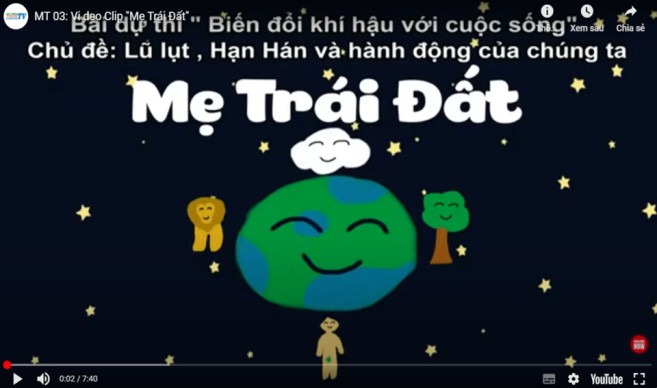 MT 03: Vi deo Clip "Mẹ Trái Đất"
Bài dự thi " Biến đổi khí hậu với cuộc sống"
Xem sau
Chia sẻ
Chủ đề: Lũ lụt , Hạn Hán và hành động của chúng ta
Mẹ Trái Đất
0:02 / 7:40
YouTube